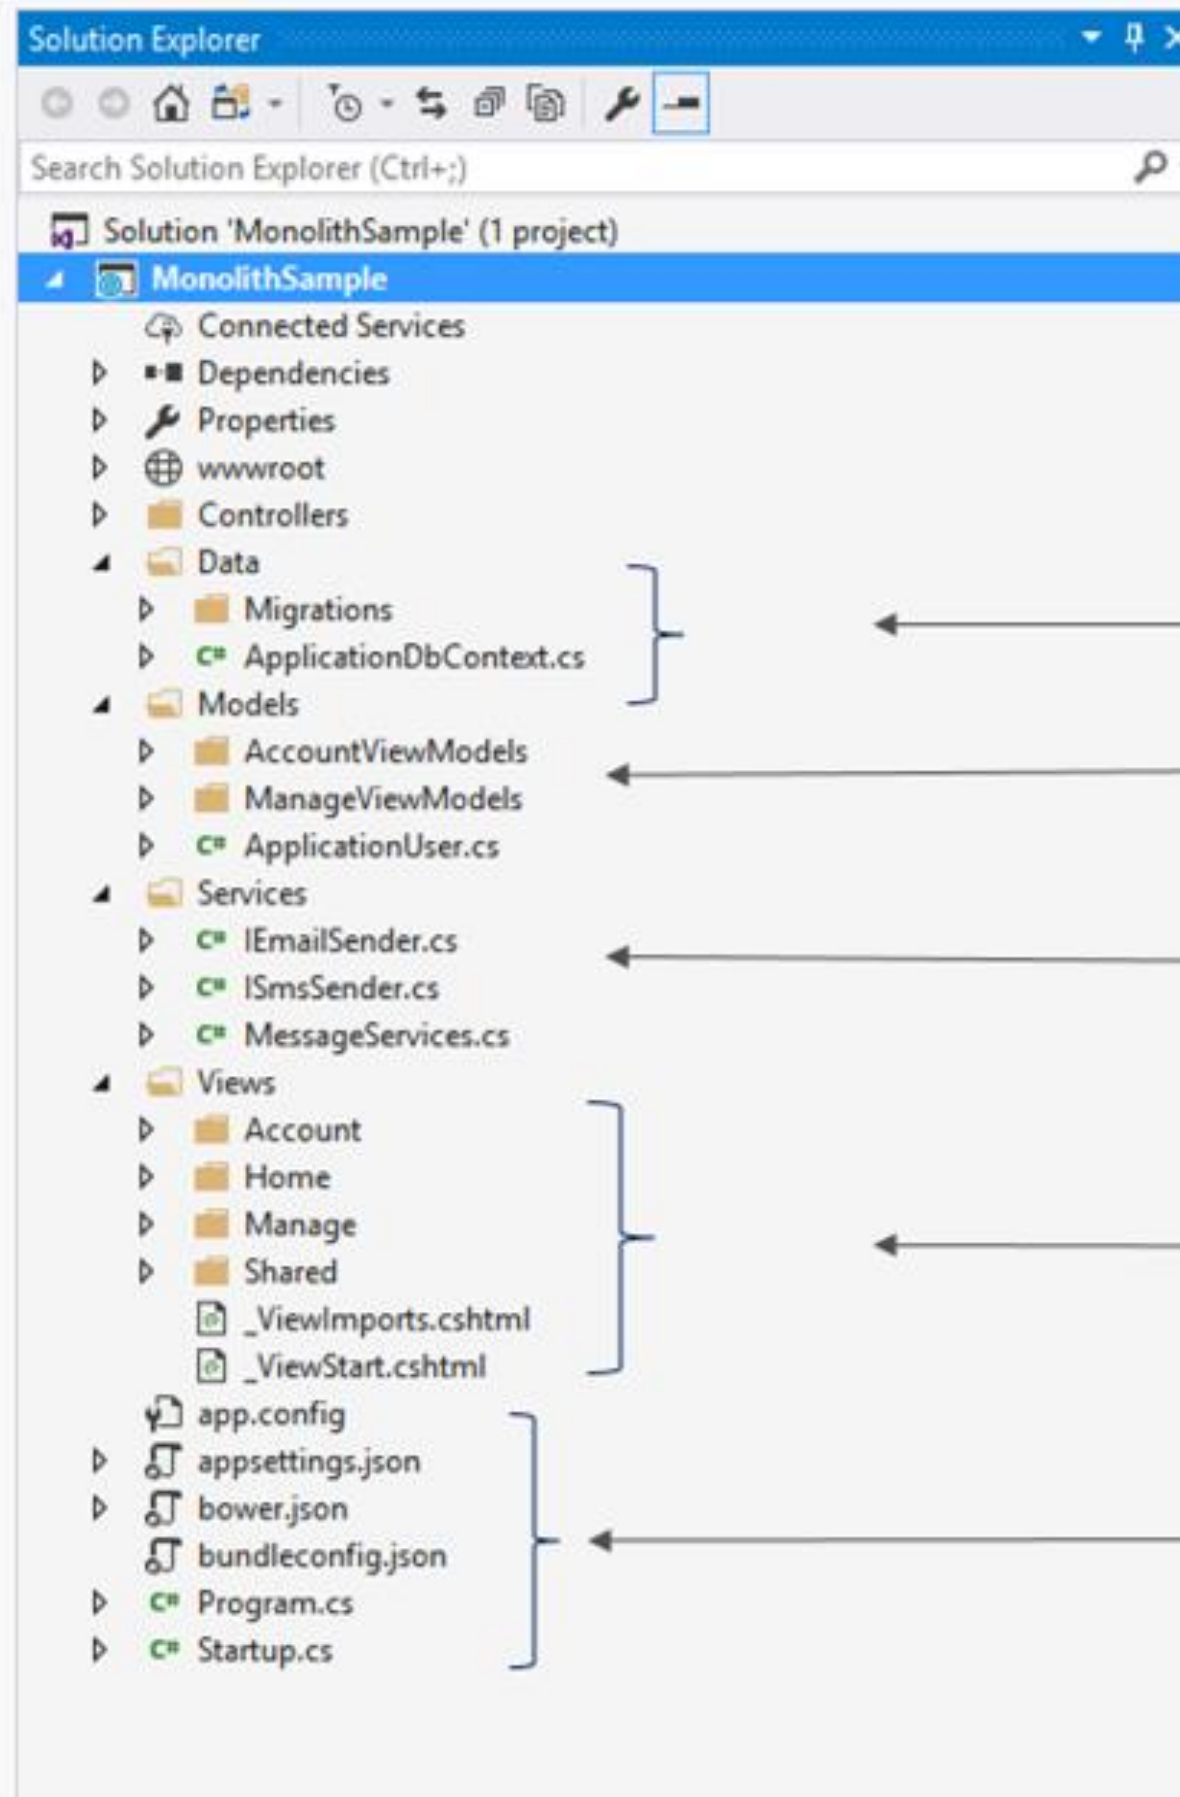 Solution Explorer
Search Solution Explorer (Ctrl+;)
Solution 'MonolithSample' (1 project)
MonolithSample
Connected Services
Dependencies
Properties
wwwroot
Controllers
Data
Migrations
C# ApplicationDbContext.cs
Models
AccountViewModels
ManageViewModels
C# ApplicationUser.cs
Services
C# IEmailSender.cs
C# ISmsSender.cs
C# MessageServices.cs
Views
Account
Home
Manage
Shared
_ViewImports.cshtml
_ViewStart.cshtml
app.config
appsettings.json
bower.json
bundleconfig.json
C# Program.cs
C# Startup.cs